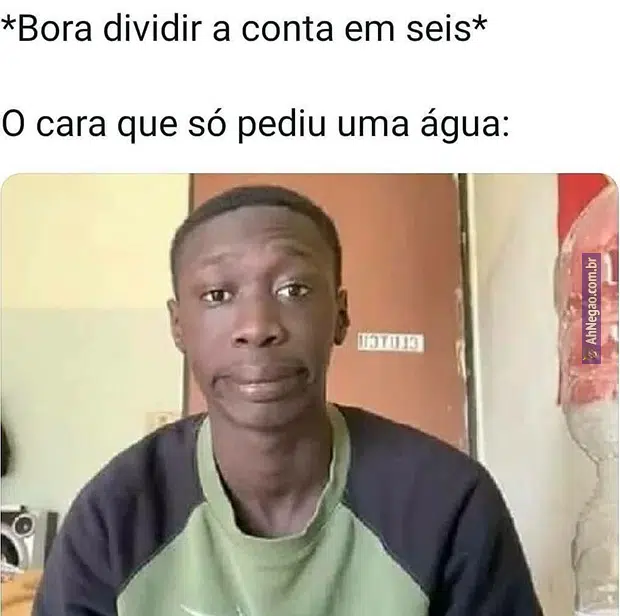 *Bora dividir a conta em seis*
O cara que só pediu uma água:
AhNegao.com.br